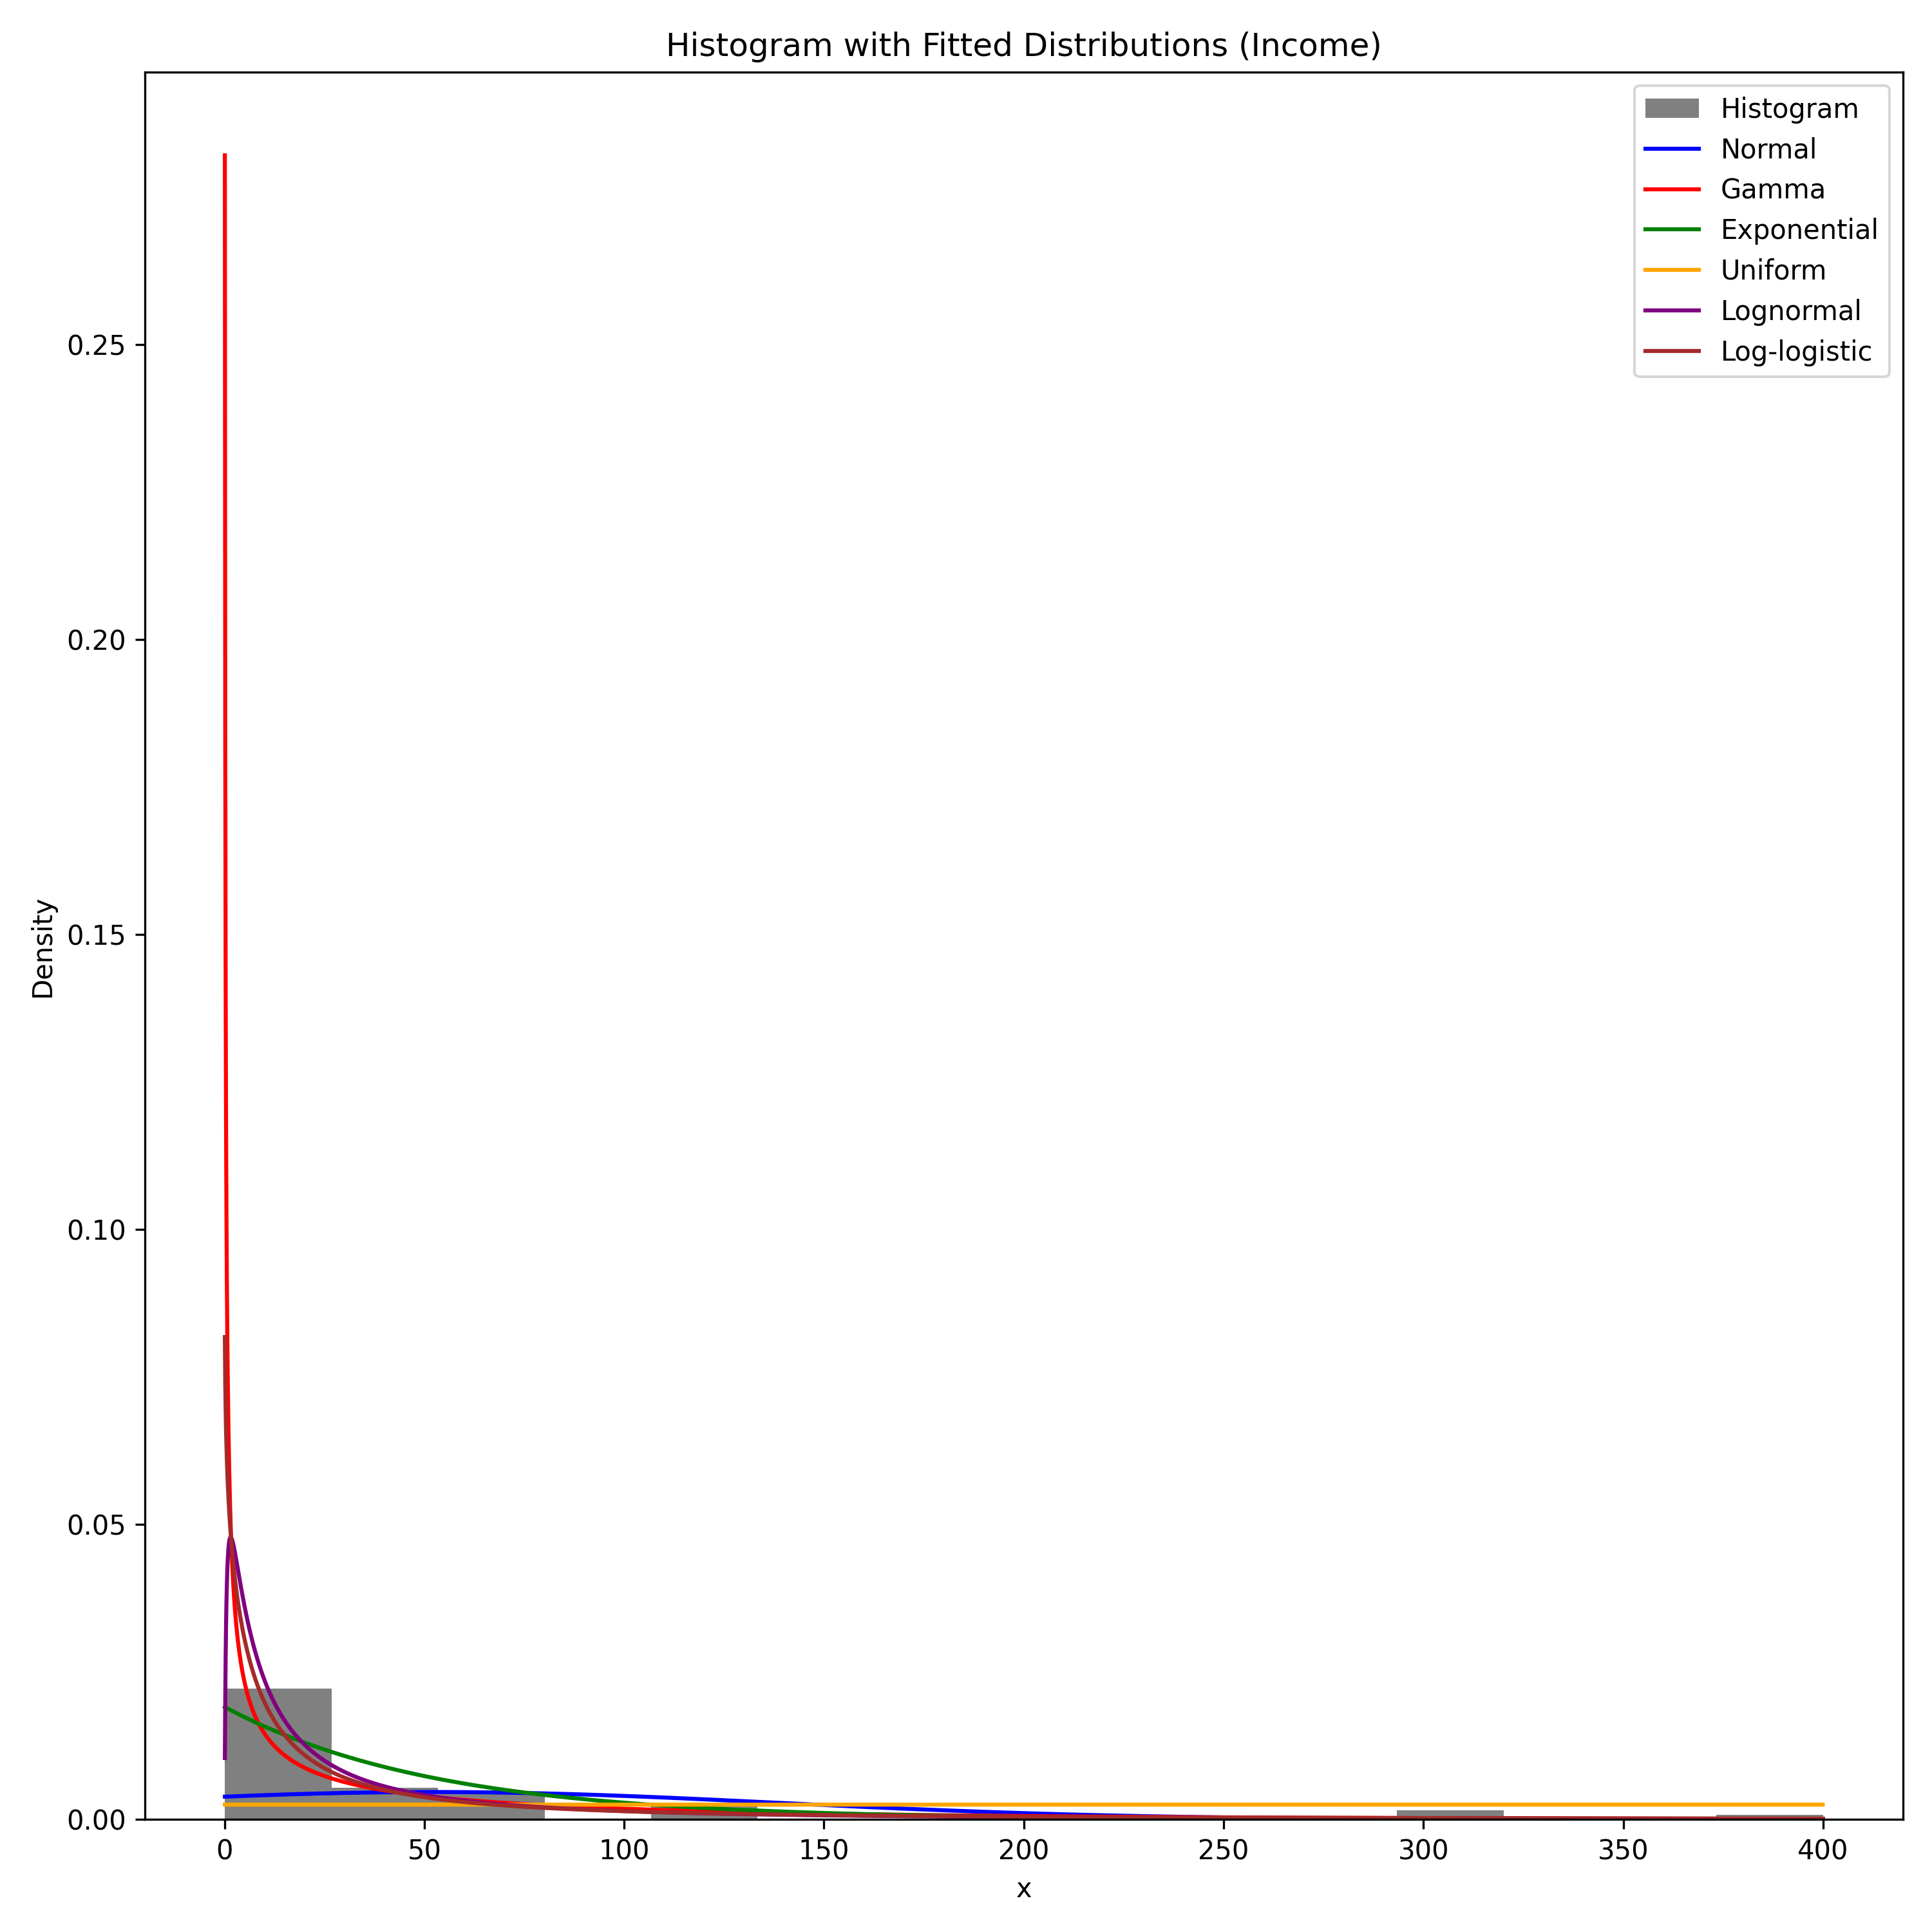 Histogram with Fitted Distributions (Income)
Histogram
Normal
Gamma
Exponential
Uniform
Lognormal
Log-logistic
Density
0.25
0.20
0.15
0.10
0.05
0.00
0 50 100 150 200 250 300 350 400
x